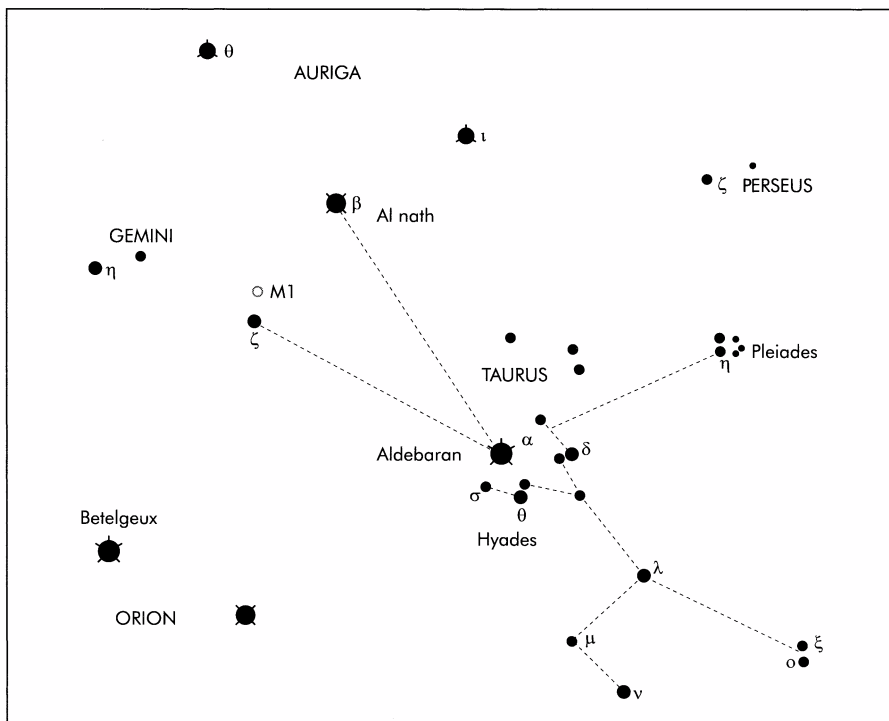 θ
AURIGA
ι
ζ PERSEUS
β Al nath
GEMINI
η
M1
ζ
Pleiades
η
TAURUS
α
Aldebaran
δ
σ
θ
Hyades
Betelgeux
λ
ORION
μ
ξ
ο
ν